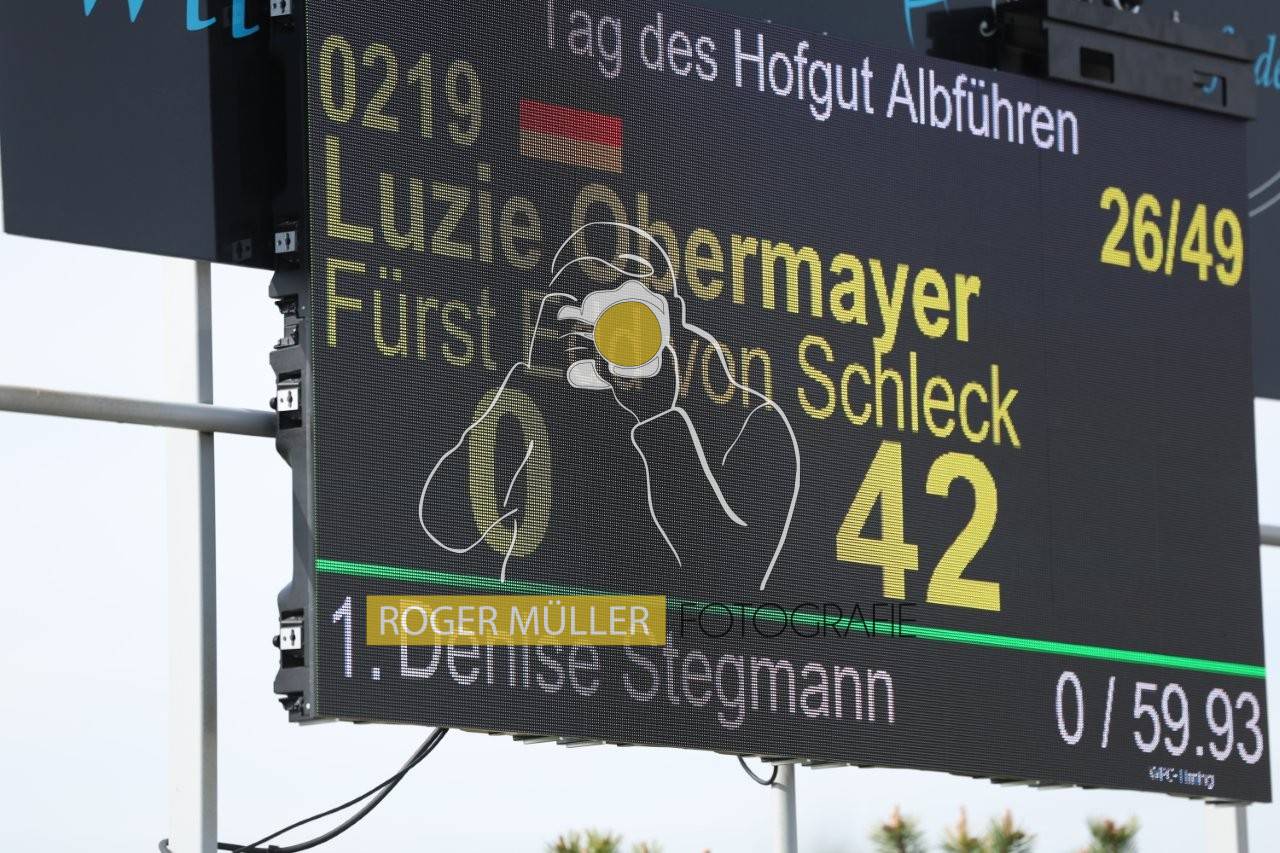 Tag des Hofgut Albführen
0219
26/49
Luzie Obermayer
Fürst von Schleck
0 42
ROGER MÜLLER FOTOGRAFIE
1. Denise Stegmann
0 / 59.93